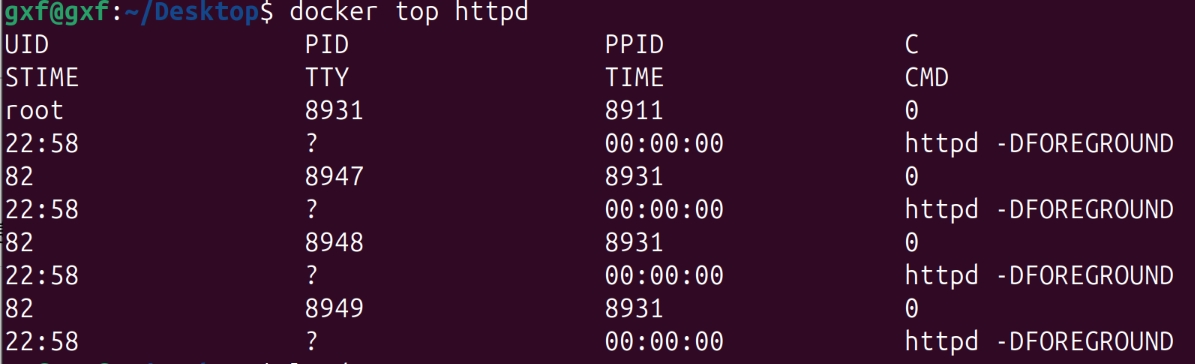 gxf@gxf:~/Desktop$ docker top httpd
UID PID PPID C
STIME TTY TIME CMD
root 8931 8911 0
22:58 ? 00:00:00 httpd -DFOREGROUND
82 8947 8931 0
22:58 ? 00:00:00 httpd -DFOREGROUND
82 8948 8931 0
22:58 ? 00:00:00 httpd -DFOREGROUND
82 8949 8931 0
22:58 ? 00:00:00 httpd -DFOREGROUND